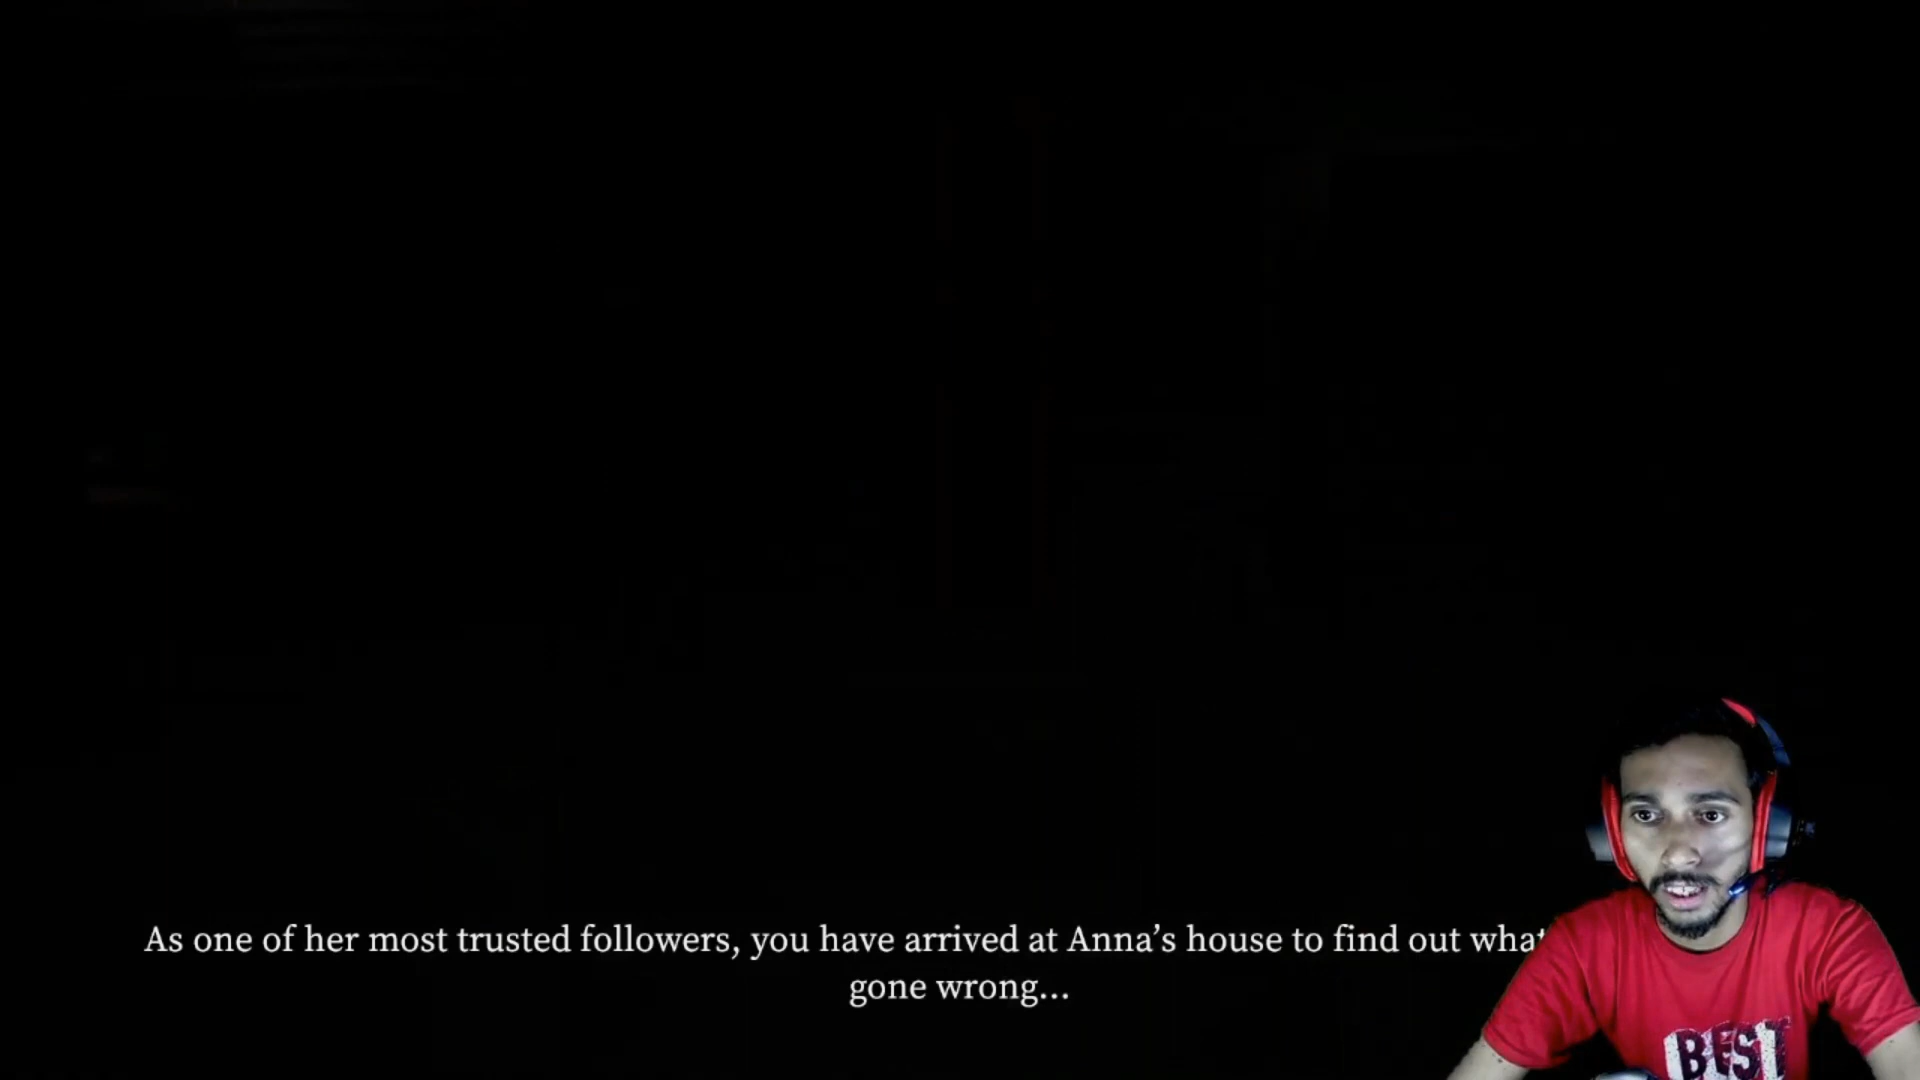 As one of her most trusted followers, you have arrived at Anna’s house to find out what
gone wrong...
BEST